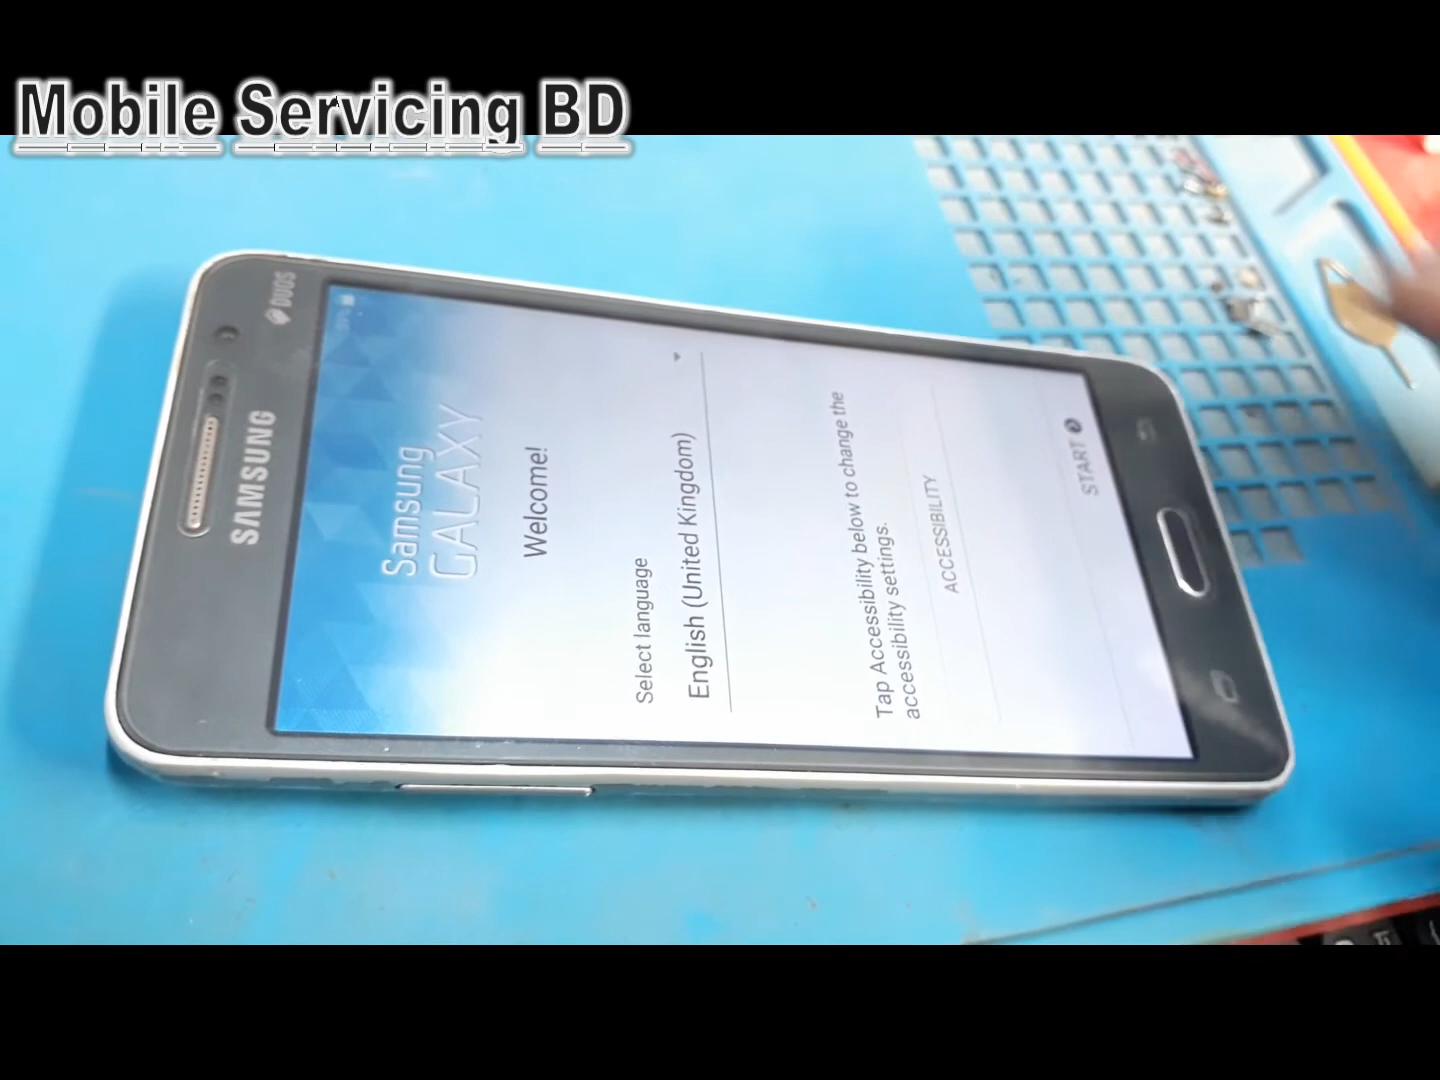 Mobile Servicing BD
DUOS
SAMSUNG
Samsung
GALAXY
Welcome!
Select language
English (United Kingdom)
Tap Accessibility below to change the
accessibility settings.
ACCESSIBILITY
START